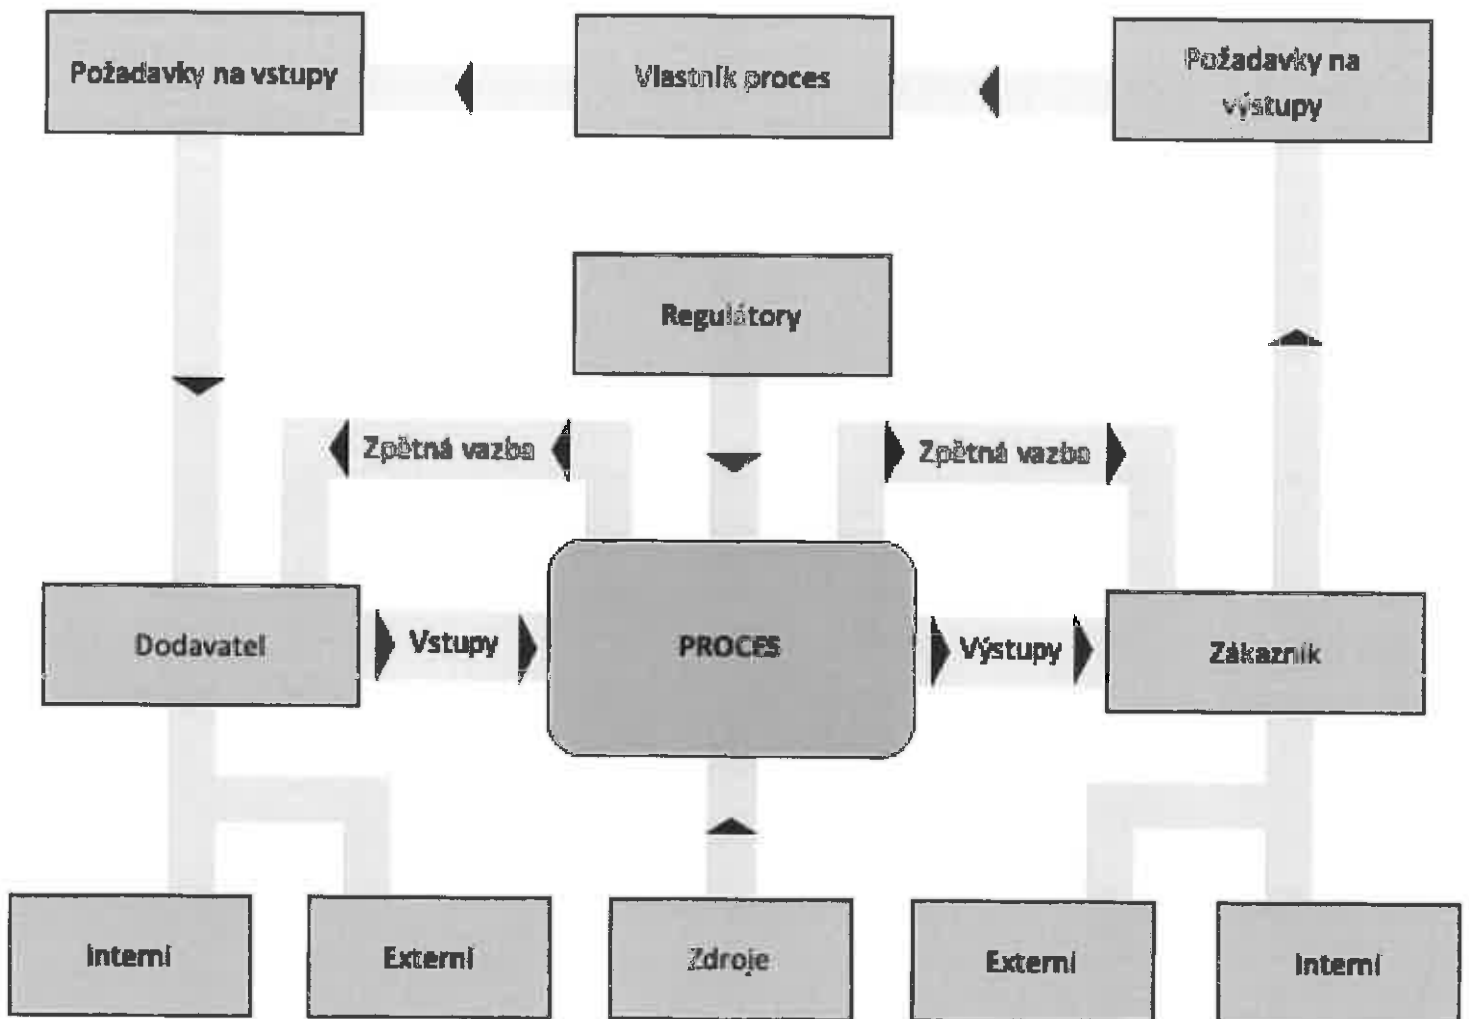 Požadavky na vstupy
Vlastník proces
Požadavky na
výstupy
Regulátory
Zpětná vazba
Zpětná vazba
Dodavatel
Vstupy
PROCES
Výstupy
Zákazník
Interní
Externí
Zdroje
Externí
Interní